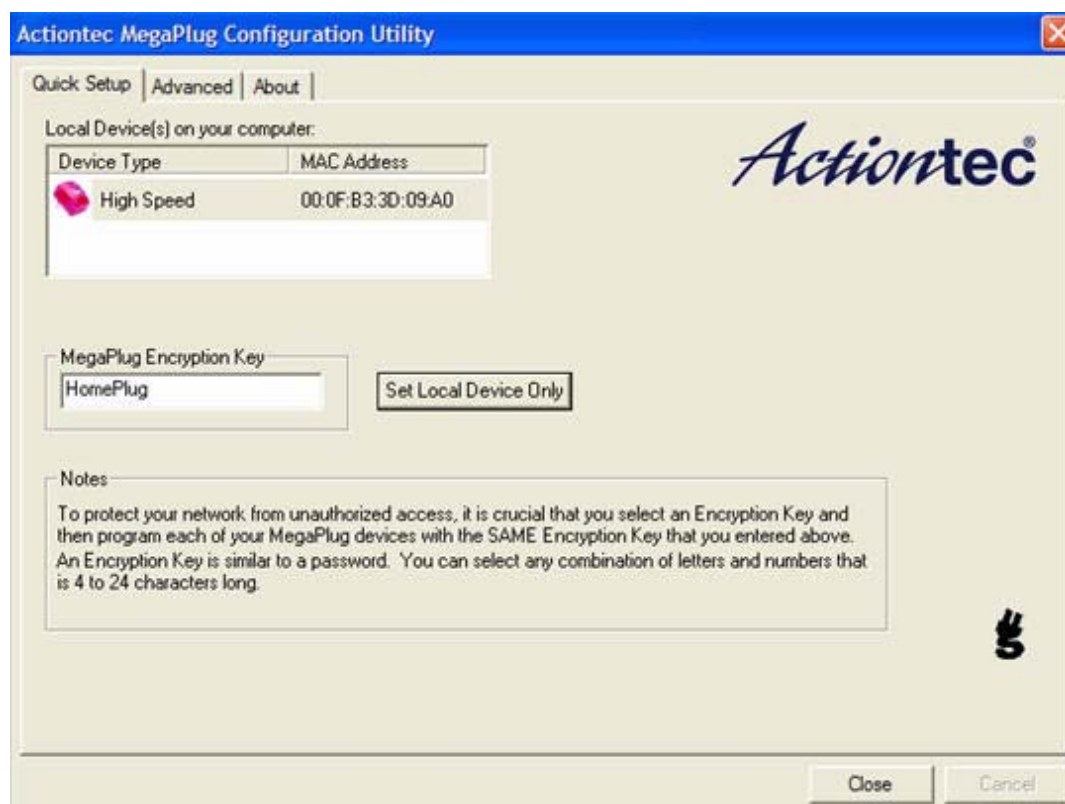 Actiontec MegaPlug Configuration Utility
Quick Setup Advanced About
Local Device(s) on your computer:
Device Type MAC Address
High Speed 00:0F:B3:3D:09:A0
Actiontec®
MegaPlug Encryption Key
HomePlug
Set Local Device Only
Notes
To protect your network from unauthorized access, it is crucial that you select an Encryption Key and
then program each of your MegaPlug devices with the SAME Encryption Key that you entered above.
An Encryption Key is similar to a password. You can select any combination of letters and numbers that
is 4 to 24 characters long.
Close Cancel